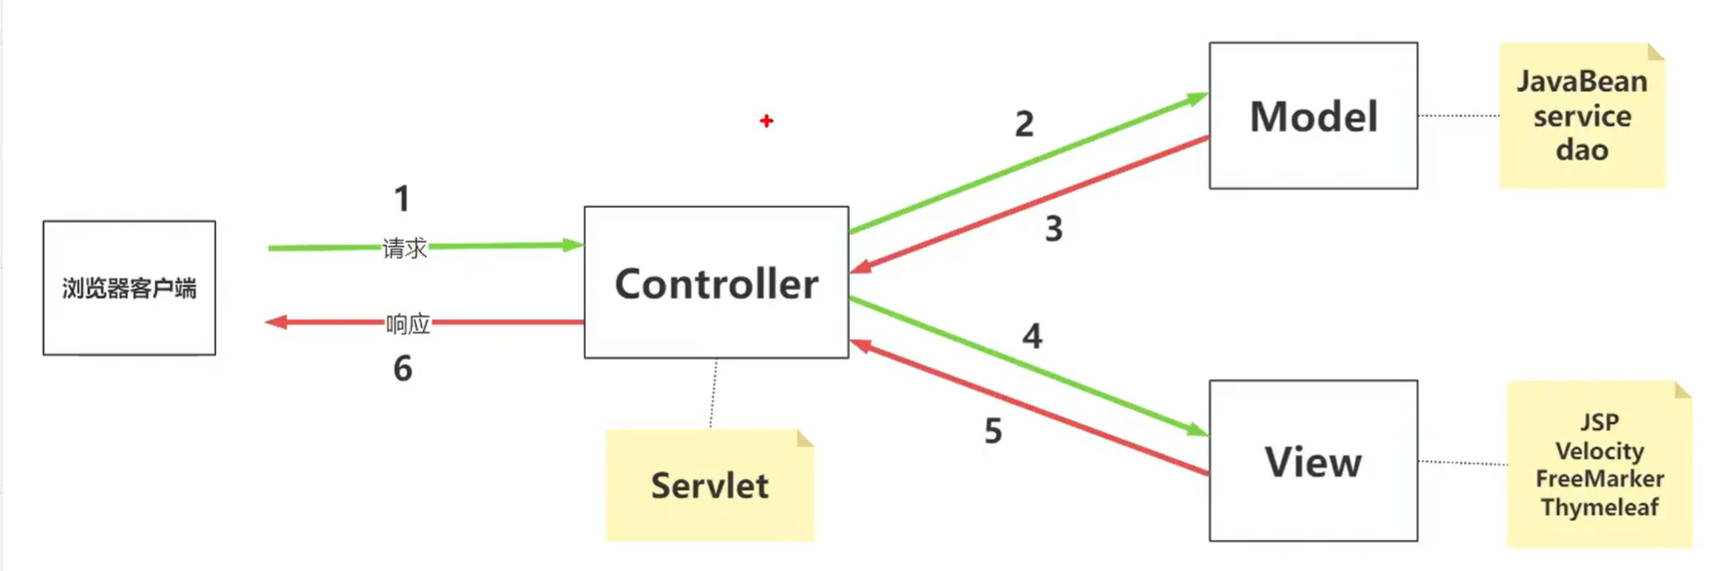 浏览器客户端
1
请求
响应
6
Controller
Servlet
2
3
4
5
Model
JavaBean
service
dao
View
JSP
Velocity
FreeMarker
Thymeleaf